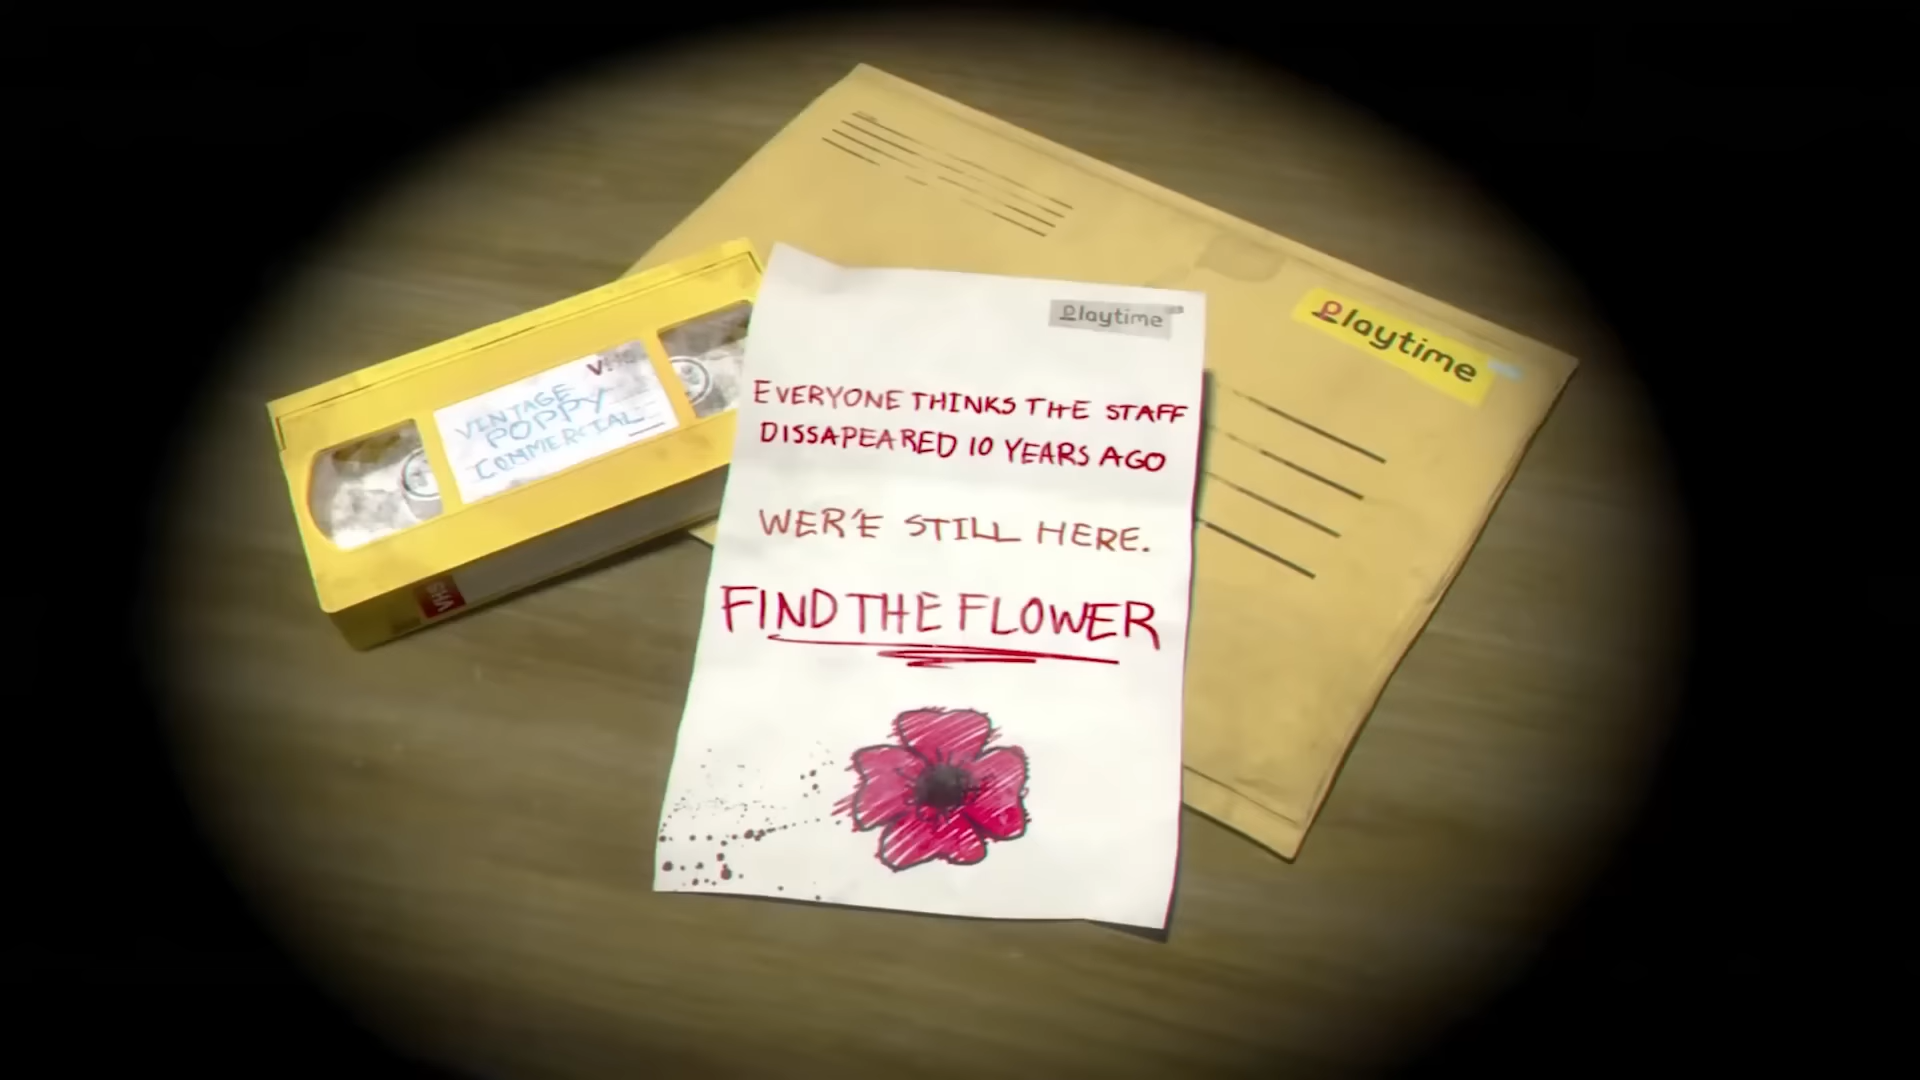 Playtime
Playtime
VINTAGE
POPPY
COMMERCIAL
VHS
EVERYONE THINKS THE STAFF
DISSAPEARED 10 YEARS AGO
WER'E STILL HERE.
FIND THE FLOWER